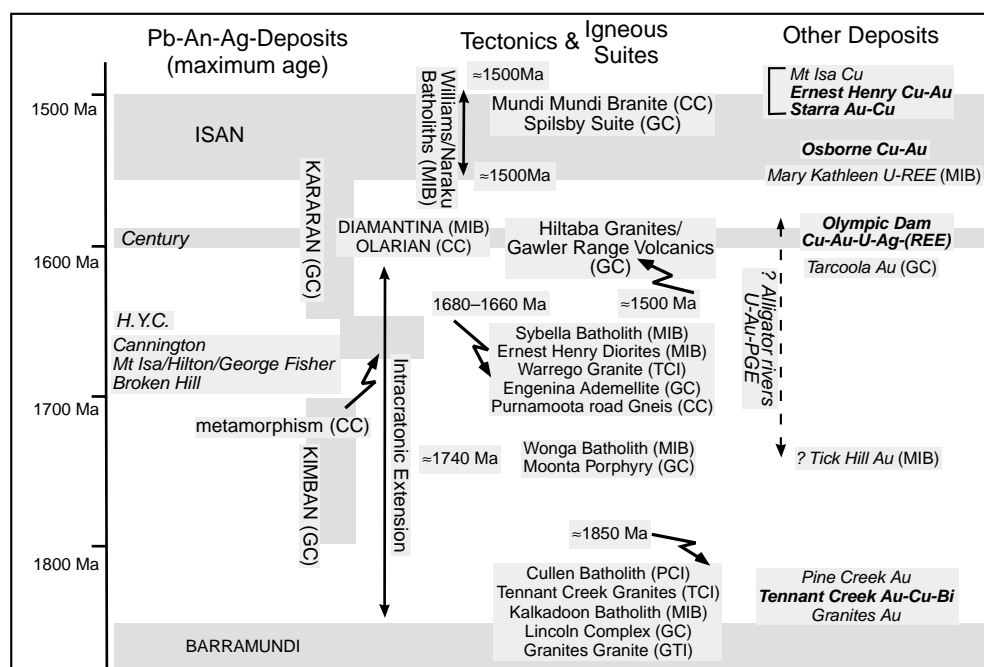 Pb-An-Ag-Deposits
(maximum age)
Tectonics & Igneous
Suites
Other Deposits
1500 Ma
1600 Ma
1700 Ma
1800 Ma
ISAN
KARARAN (GC)
Century
H.Y.C.
Cannington
Mt Isa/Hilton/George Fisher
Broken Hill
metamorphism (CC)
KIMBAN (GC)
BARRAMUNDI
Williams/Naraku
Batholiths (MIB)
≈1500Ma
≈1500Ma
Mundi Mundi Branite (CC)
Spilsby Suite (GC)
DIAMANTINA (MIB)
OLARIAN (CC)
Hiltaba Granites/
Gawler Range Volcanics
(GC)
≈1500 Ma
Intracratonic Extension
1680–1660 Ma
Sybella Batholith (MIB)
Ernest Henry Diorites (MIB)
Warrego Granite (TCI)
Engenina Ademellite (GC)
Purnamoota road Gneis (CC)
≈1740 Ma
Wonga Batholith (MIB)
Moonta Porphyry (GC)
≈1850 Ma
Cullen Batholith (PCI)
Tennant Creek Granites (TCI)
Kalkadoon Batholith (MIB)
Lincoln Complex (GC)
Granites Granite (GTI)
Mt Isa Cu
Ernest Henry Cu-Au
Starra Au-Cu
Osborne Cu-Au
Mary Kathleen U-REE (MIB)
Olympic Dam
Cu-Au-U-Ag-(REE)
Tarcoola Au (GC)
? Alligator rivers
U-Au-PGE
? Tick Hill Au (MIB)
Pine Creek Au
Tennant Creek Au-Cu-Bi
Granites Au